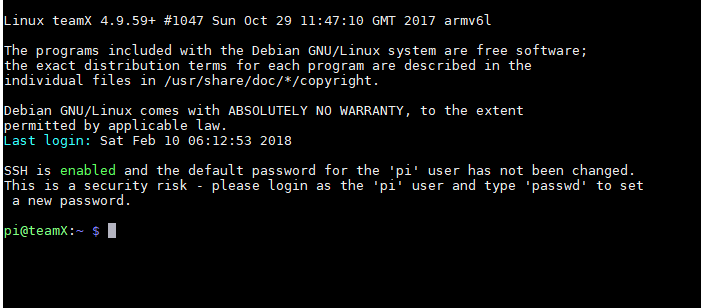 Linux teamX 4.9.59+ #1047 Sun Oct 29 11:47:10 GMT 2017 armv6l
The programs included with the Debian GNU/Linux system are free software;
the exact distribution terms for each program are described in the
individual files in /usr/share/doc/*/copyright.
Debian GNU/Linux comes with ABSOLUTELY NO WARRANTY, to the extent
permitted by applicable law.
Last login: Sat Feb 10 06:12:53 2018
SSH is enabled and the default password for the 'pi' user has not been changed.
This is a security risk - please login as the 'pi' user and type 'passwd' to set
 a new password.
pi@teamX:~ $